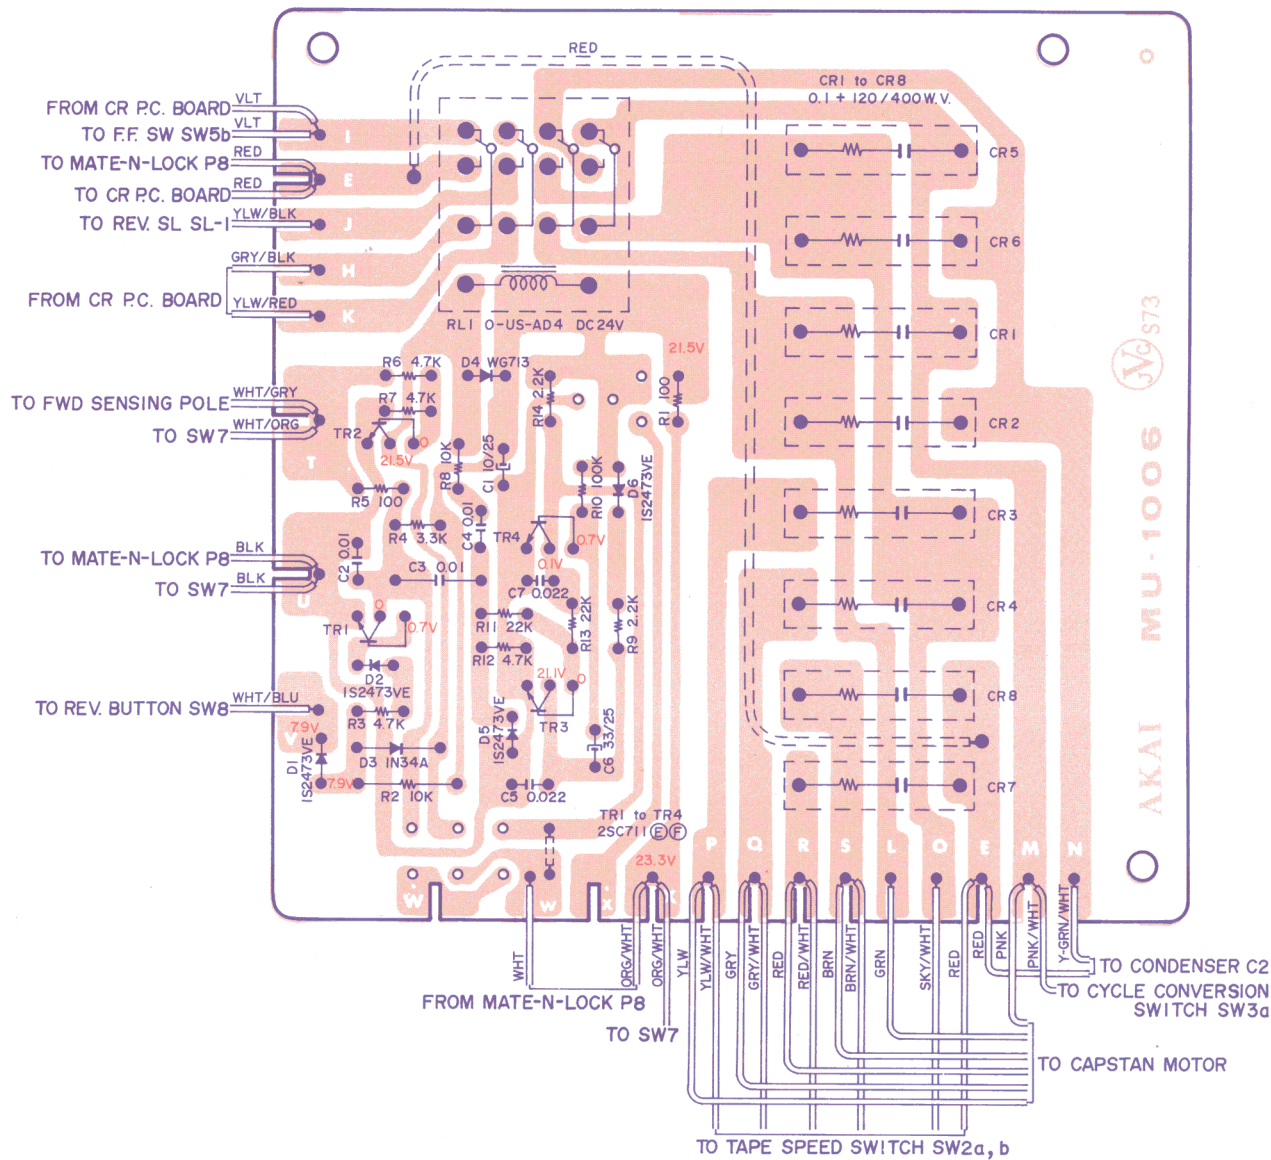 RED
CR1 to CR8
0.1 + 120/400W.V.
FROM CR P.C. BOARD VLT
TO F.F. SW SW5b VLT
TO MATE-N-LOCK P8 RED
TO CR P.C. BOARD RED
TO REV. SL SL-1 YLW/BLK
GRY/BLK
FROM CR P.C. BOARD
YLW/RED
I
E
J
H
K
RL1 O-US-AD4 DC24V
CR5
CR6
CR1
CR2
CR3
CR4
CR8
CR7
JVC S73
MU-1006
AKAI
21.5V
R6 4.7K
D4 WG713
R7 4.7K
R14 2.2K
R1 100
TO FWD SENSING POLE WHT/GRY
TO SW7 WHT/ORG
TR2
0
21.5V
T
R8 10K
C1 10/25
R10 100K
D6
1S2473VE
R5 100
R4 3.3K
C4 0.01
TR4
0.7V
0.1V
TO MATE-N-LOCK P8 BLK
TO SW7 BLK
U
C2 0.01
C3 0.01
C7 0.022
TR1
0
0.7V
R11 22K
R13 22K
R9 2.2K
R12 4.7K
D2
1S2473VE
21.1V
0
TR3
TO REV. BUTTON SW8 WHT/BLU
7.9V
V
R3 4.7K
D1
1S2473VE
D3 1N34A
D5
1S2473VE
C6 33/25
7.9V
R2 10K
C5 0.022
TR1 to TR4
2SC711 E F
23.3V
P
Q
R
S
L
O
E
M
N
W
W
X
K
WHT
ORG/WHT
ORG/WHT
YLW
YLW/WHT
GRY
GRY/WHT
RED
RED/WHT
BRN
BRN/WHT
GRN
SKY/WHT
RED
RED
PNK
PNK/WHT
Y-GRN/WHT
FROM MATE-N-LOCK P8
TO SW7
TO CONDENSER C2
TO CYCLE CONVERSION
SWITCH SW3a
TO CAPSTAN MOTOR
TO TAPE SPEED SWITCH SW2a, b